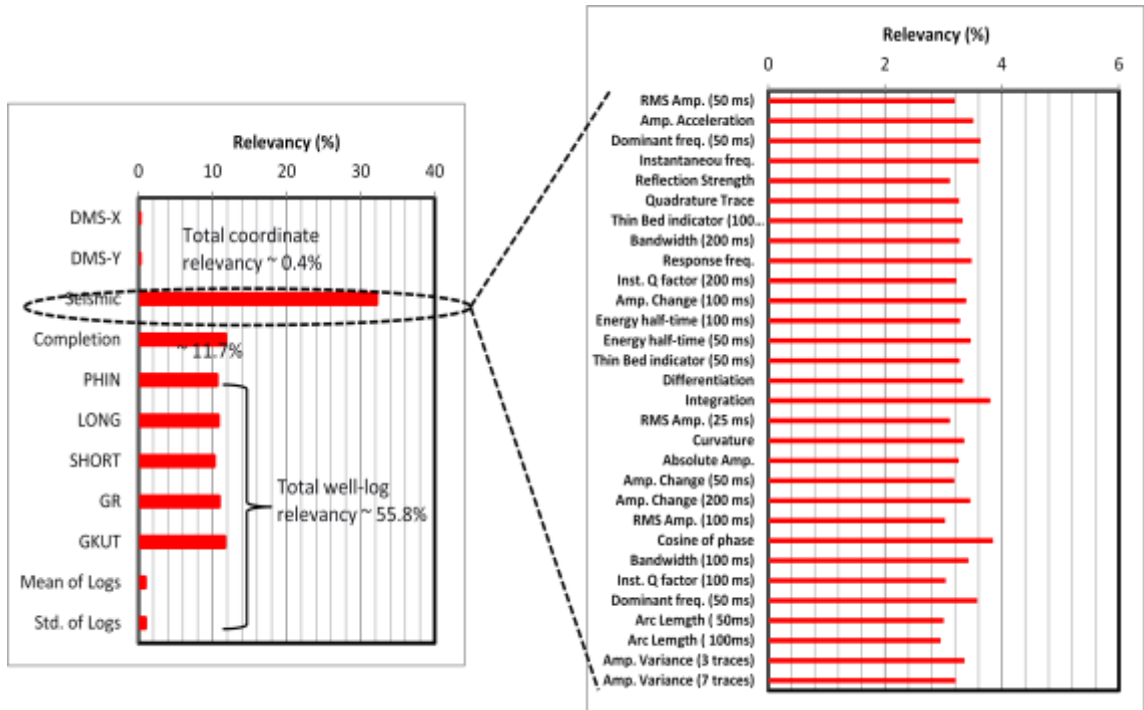 Relevancy (%)
0 10 20 30 40
DMS-X
DMS-Y
Total coordinate
relevancy ~ 0.4%
Seismic
Completion
~ 11.7%
PHIN
LONG
SHORT
GR
GKUT
Mean of Logs
Std. of Logs
Total well-log
relevancy ~ 55.8%
Relevancy (%)
0 2 4 6
RMS Amp. (50 ms)
Amp. Acceleration
Dominant freq. (50 ms)
Instantaneou freq.
Reflection Strength
Quadrature Trace
Thin Bed indicator (100...
Bandwidth (200 ms)
Response freq.
Inst. Q factor (200 ms)
Amp. Change (100 ms)
Energy half-time (100 ms)
Energy half-time (50 ms)
Thin Bed indicator (50 ms)
Differentiation
Integration
RMS Amp. (25 ms)
Curvature
Absolute Amp.
Amp. Change (50 ms)
Amp. Change (200 ms)
RMS Amp. (100 ms)
Cosine of phase
Bandwidth (100 ms)
Inst. Q factor (100 ms)
Dominant freq. (50 ms)
Arc Length ( 50ms)
Arc Length ( 100ms)
Amp. Variance (3 traces)
Amp. Variance (7 traces)